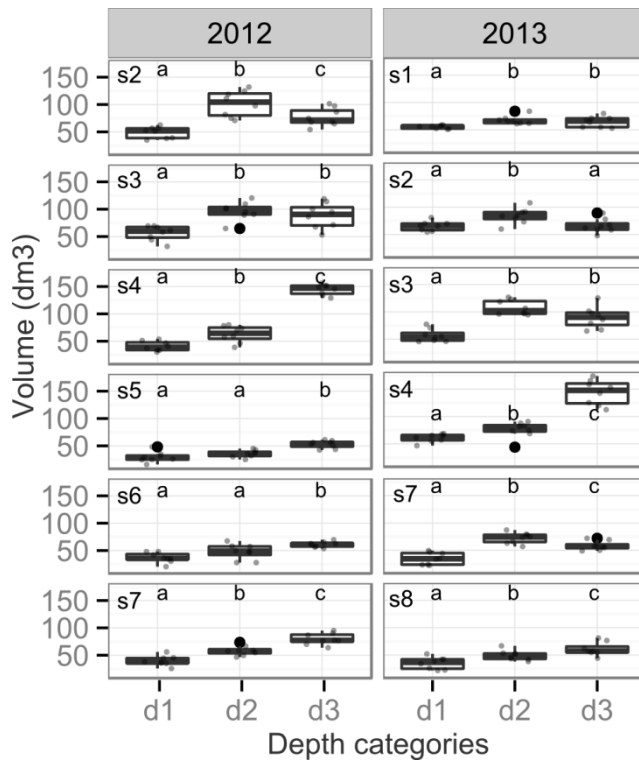 2012 2013
a b c a b b
s2 s1
150
100
50
a b b a b a
s3 s2
150
100
50
a b c
s4 s3
150
100
50
a a b
s5 s4
150
100
a b c
50
a a b a b c
s6 s7
150
100
50
a b c a b c
s7 s8
150
100
50
Volume (dm3)
d1 d2 d3 d1 d2 d3
Depth categories